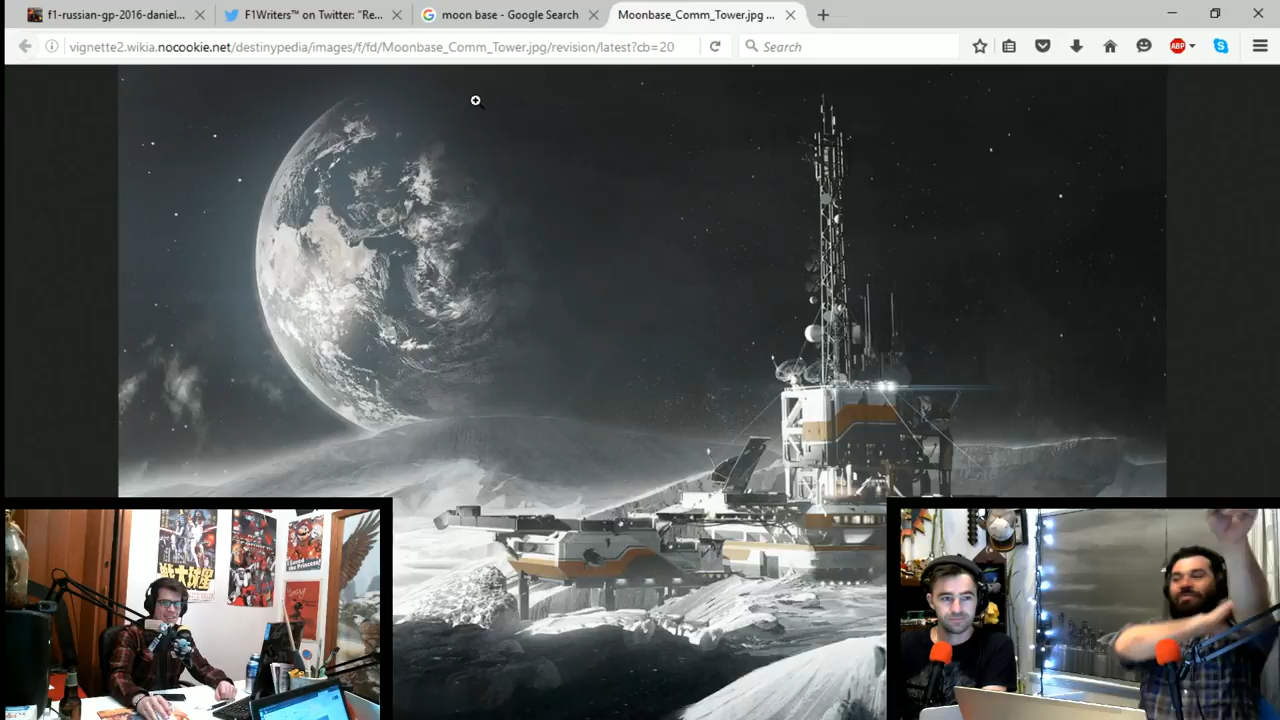 f1-russian-gp-2016-daniel...
F1Writers™ on Twitter: "Re...
moon base - Google Search
Moonbase_Comm_Tower.jpg ...
vignette2.wikia.nocookie.net/destinypedia/images/f/fd/Moonbase_Comm_Tower.jpg/revision/latest?cb=20
Search
ABP